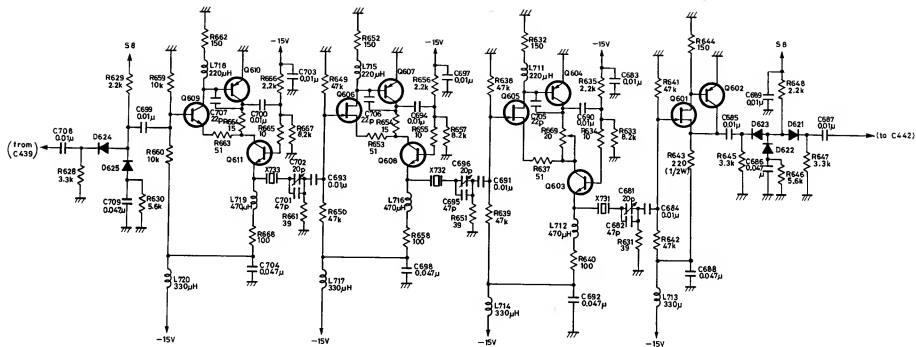 S8
R629
2.2k
R659
10k
R662
150
L718
220μH
Q610
Q609
C699
0.01μ
C708
0.01μ
D624
(from
C439)
D625
R628
3.3k
R630
5.6k
C709
0.047μ
R660
10k
C707
22p
R664
15
R663
51
C700
0.01μ
R665
10
R666
2.2k
-15V
C703
0.01μ
R667
8.2k
Q611
X733
C702
20p
C701
47p
R661
39
L719
470μH
R668
100
C704
0.047μ
L720
330μH
-15V
C693
0.01μ
R649
47k
R650
47k
R652
150
L715
220μH
Q607
Q606
C706
22p
R654
15
R653
51
C694
0.01μ
R655
10
R656
2.2k
-15V
C697
0.01μ
R657
8.2k
Q608
X732
C696
20p
C695
47p
R651
39
L716
470μH
R658
100
C698
0.047μ
L717
330μH
-15V
C691
0.01μ
R638
47k
R639
47k
R632
150
L711
220μH
Q604
Q605
C705
22p
R669
20
R637
51
C690
0.01μ
R634
10
R635
2.2k
-15V
C683
0.01μ
R633
8.2k
Q603
X731
C681
20p
C682
47p
R631
39
L712
470μH
R640
100
C692
0.047μ
L714
330μH
-15V
C684
0.01μ
R641
47k
R642
47k
R644
150
Q601
Q602
R643
220
(1/2W)
C688
0.047μ
L713
330μ
-15V
C685
0.01μ
C689
0.01μ
S8
R648
2.2k
D623
D621
D622
R645
3.3k
C686
0.047
μ
R646
5.6k
R647
3.3k
C687
0.01μ
(to C442)